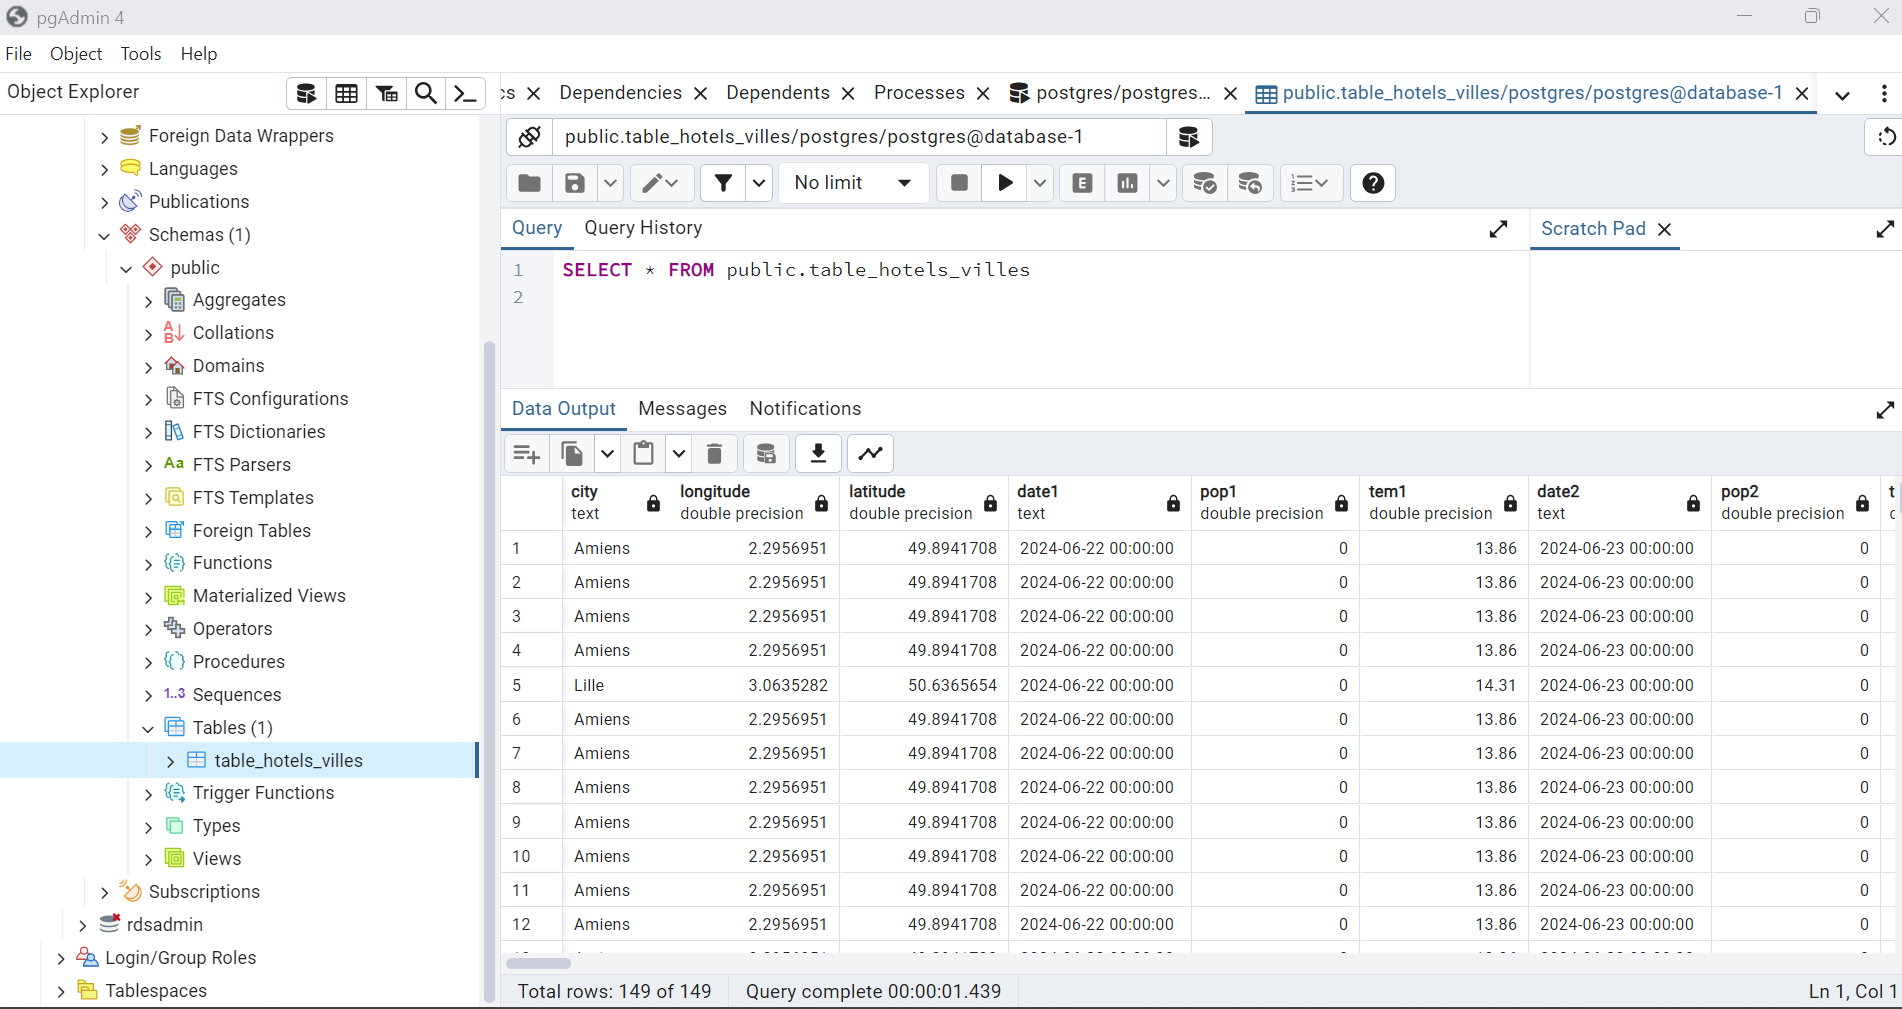 pgAdmin 4
File Object Tools Help
Object Explorer
cs Dependencies Dependents Processes postgres/postgres... public.table_hotels_villes/postgres/postgres@database-1
public.table_hotels_villes/postgres/postgres@database-1
No limit E
Query Query History Scratch Pad
1 SELECT * FROM public.table_hotels_villes
2
Foreign Data Wrappers
Languages
Publications
Schemas (1)
public
Aggregates
Collations
Domains
FTS Configurations
FTS Dictionaries
Aa FTS Parsers
FTS Templates
Foreign Tables
Functions
Materialized Views
Operators
Procedures
1..3 Sequences
Tables (1)
table_hotels_villes
Trigger Functions
Types
Views
Subscriptions
rdsadmin
Login/Group Roles
Tablespaces
Data Output Messages Notifications
city longitude latitude date1 pop1 tem1 date2 pop2
text double precision double precision text double precision double precision text double precision
1 Amiens 2.2956951 49.8941708 2024-06-22 00:00:00 0 13.86 2024-06-23 00:00:00 0
2 Amiens 2.2956951 49.8941708 2024-06-22 00:00:00 0 13.86 2024-06-23 00:00:00 0
3 Amiens 2.2956951 49.8941708 2024-06-22 00:00:00 0 13.86 2024-06-23 00:00:00 0
4 Amiens 2.2956951 49.8941708 2024-06-22 00:00:00 0 13.86 2024-06-23 00:00:00 0
5 Lille 3.0635282 50.6365654 2024-06-22 00:00:00 0 14.31 2024-06-23 00:00:00 0
6 Amiens 2.2956951 49.8941708 2024-06-22 00:00:00 0 13.86 2024-06-23 00:00:00 0
7 Amiens 2.2956951 49.8941708 2024-06-22 00:00:00 0 13.86 2024-06-23 00:00:00 0
8 Amiens 2.2956951 49.8941708 2024-06-22 00:00:00 0 13.86 2024-06-23 00:00:00 0
9 Amiens 2.2956951 49.8941708 2024-06-22 00:00:00 0 13.86 2024-06-23 00:00:00 0
10 Amiens 2.2956951 49.8941708 2024-06-22 00:00:00 0 13.86 2024-06-23 00:00:00 0
11 Amiens 2.2956951 49.8941708 2024-06-22 00:00:00 0 13.86 2024-06-23 00:00:00 0
12 Amiens 2.2956951 49.8941708 2024-06-22 00:00:00 0 13.86 2024-06-23 00:00:00 0
Total rows: 149 of 149 Query complete 00:00:01.439 Ln 1, Col 1